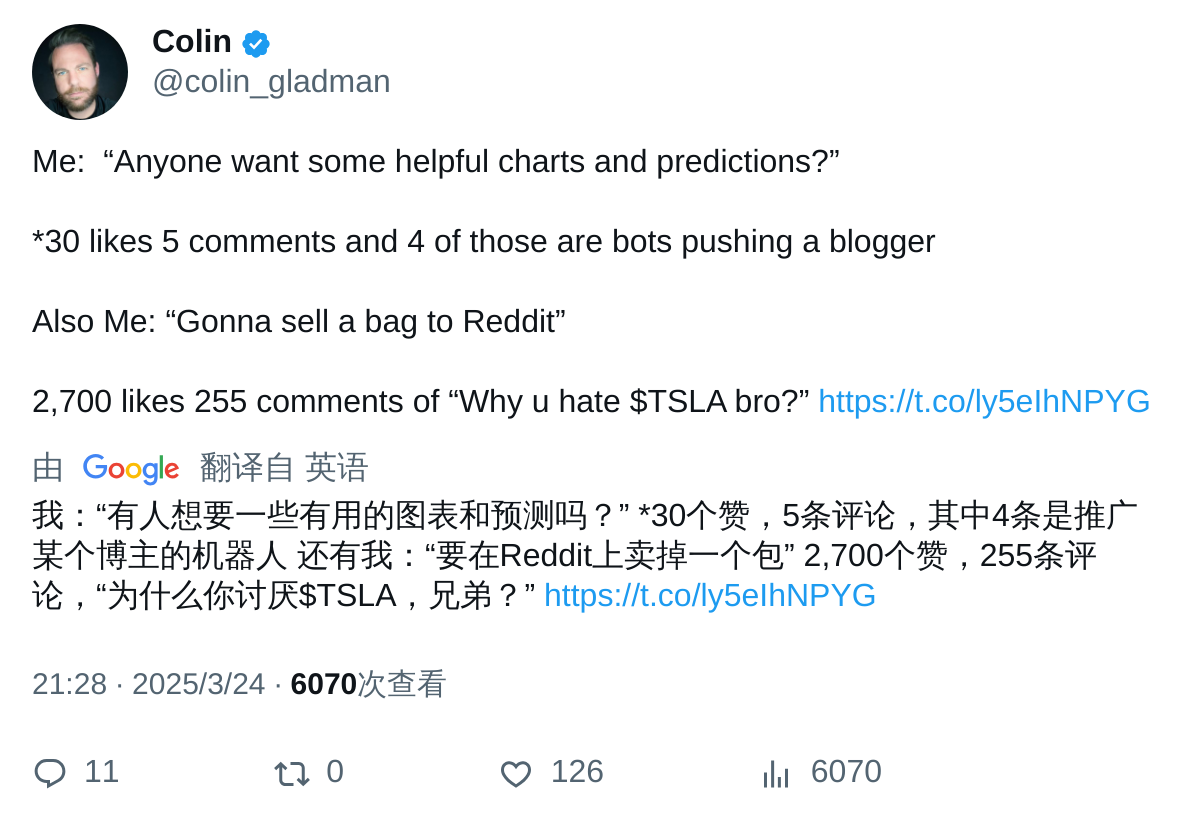 Colin
@colin_gladman
Me:  “Anyone want some helpful charts and predictions?”
*30 likes 5 comments and 4 of those are bots pushing a blogger
Also Me: “Gonna sell a bag to Reddit”
2,700 likes 255 comments of “Why u hate $TSLA bro?” https://t.co/ly5eIhNPYG
由 Google 翻译自 英语
我：“有人想要一些有用的图表和预测吗？” *30个赞，5条评论，其中4条是推广
某个博主的机器人 还有我：“要在Reddit上卖掉一个包” 2,700个赞，255条评
论，“为什么你讨厌$TSLA，兄弟？” https://t.co/ly5eIhNPYG
21:28 · 2025/3/24 · 6070次查看
11 0 126 6070